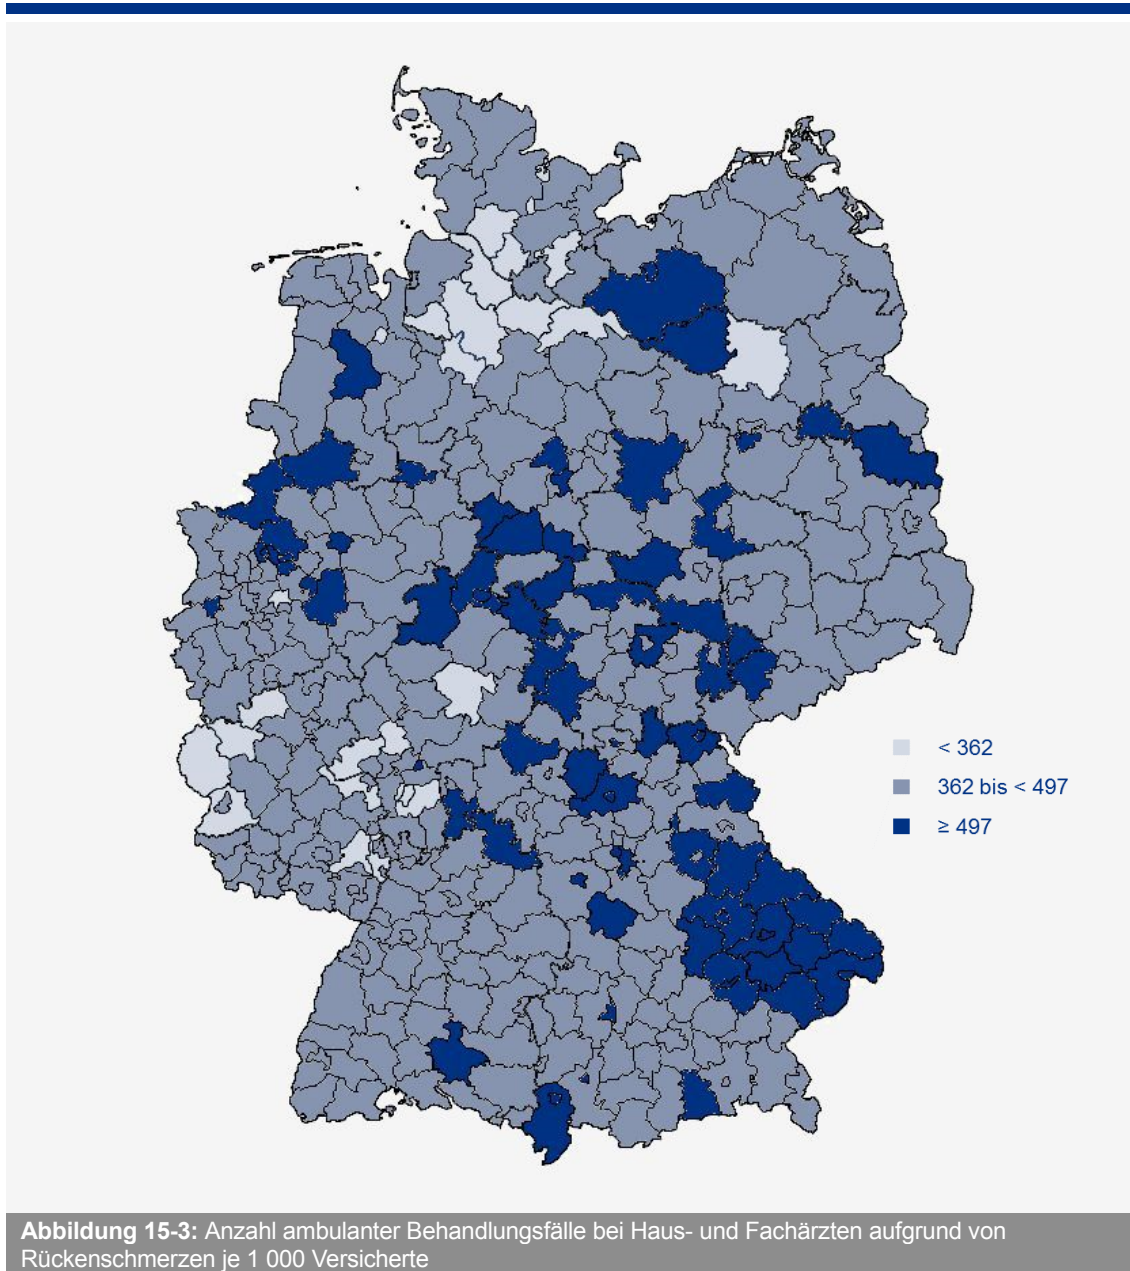 < 362
362 bis < 497
≥ 497
Abbildung 15-3: Anzahl ambulanter Behandlungsfälle bei Haus- und Fachärzten aufgrund von
Rückenschmerzen je 1 000 Versicherte